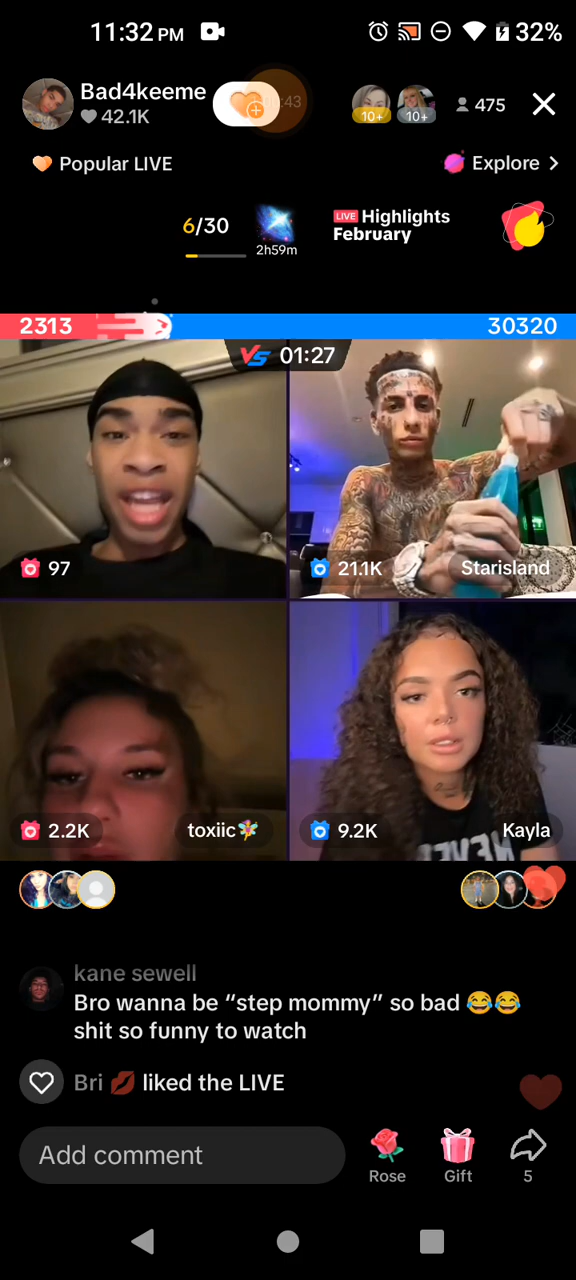 11:32 PM
32%
Bad4keeme
42.1K
:43
10+
10+
475
Popular LIVE
Explore >
6/30
2h59m
LIVE Highlights
February
2313
30320
VS 01:27
97
21.1K
Starisland
2.2K
toxiic🧚
9.2K
Kayla
kane sewell
Bro wanna be “step mommy” so bad 😂😂
shit so funny to watch
Bri 💋 liked the LIVE
Add comment
Rose
Gift
5